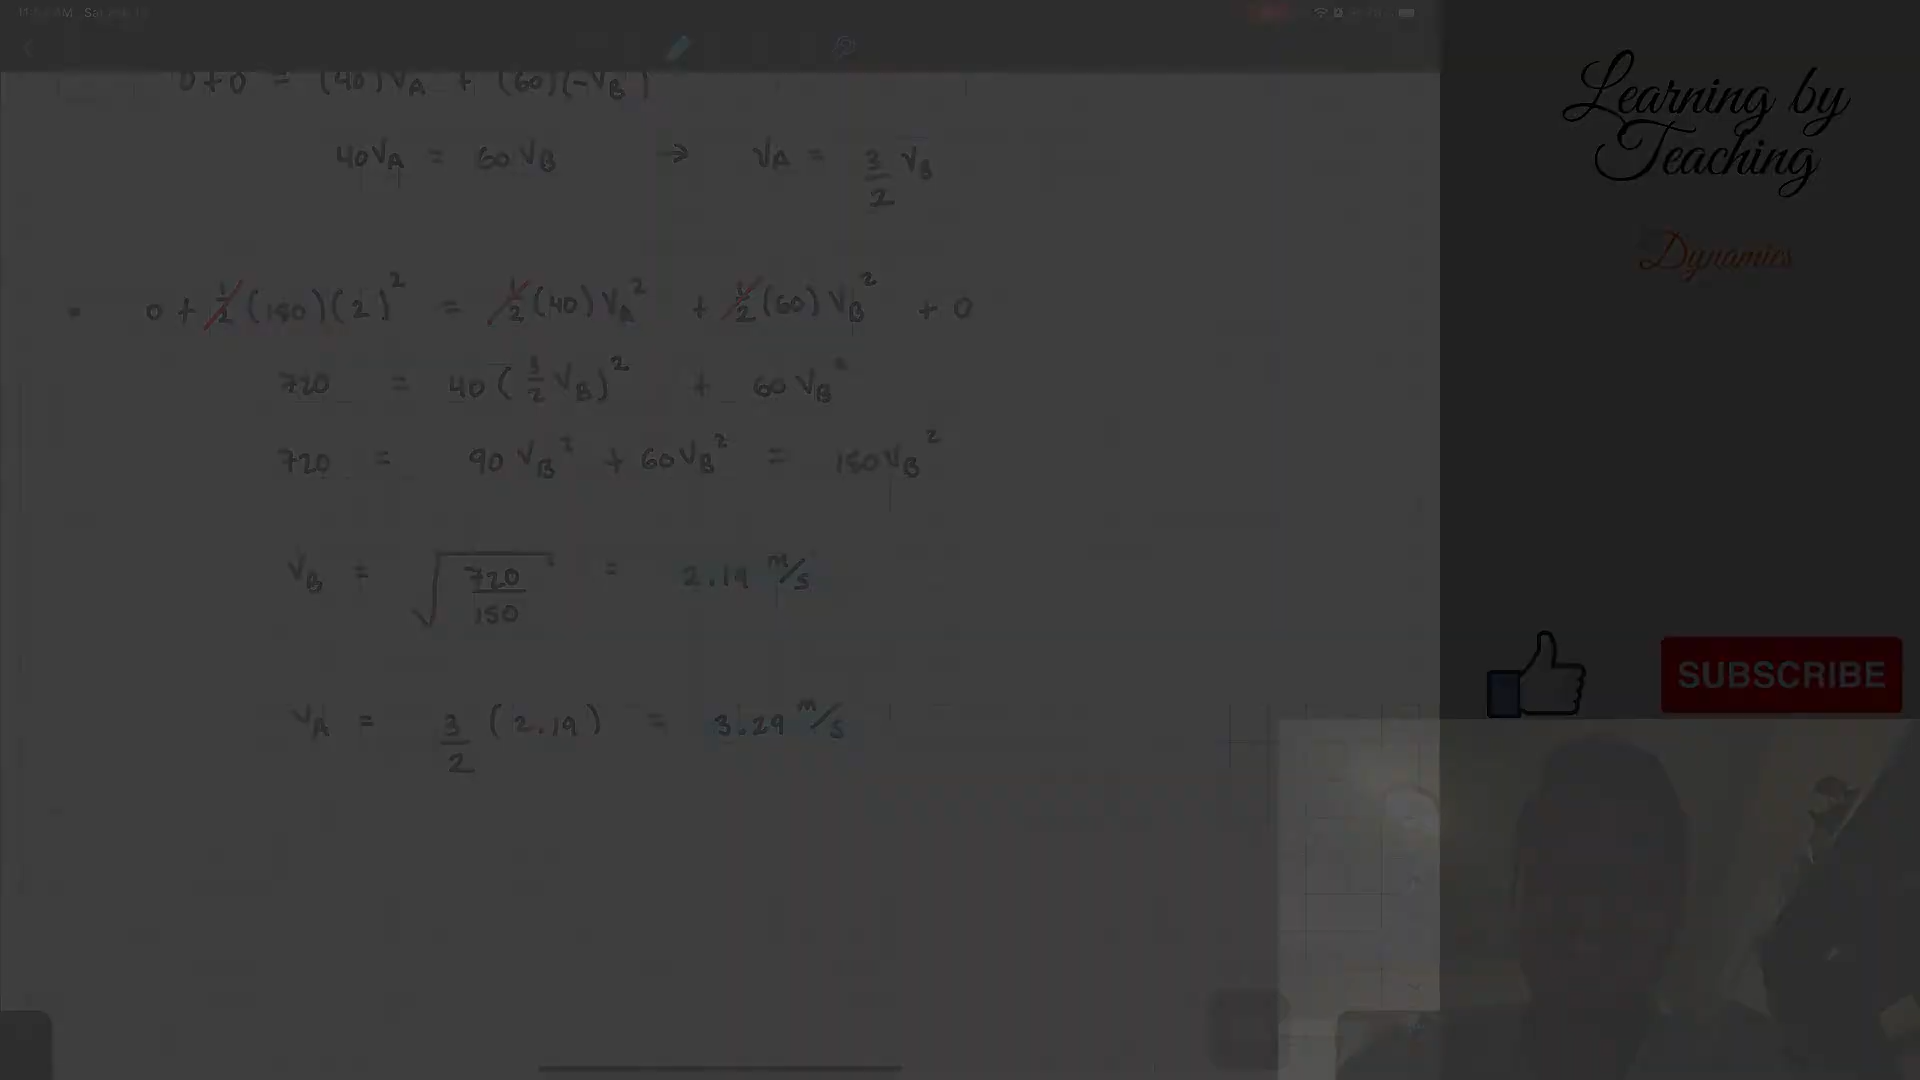 0 + 0 = (40) VA + (60)(-VB)
40 VA = 60 VB → VA = 3/2 VB
= 0 + 1/2 (180)(2)² = 1/2 (40) VA² + 1/2 (60) VB² + 0
720 = 40 (3/2 VB)² + 60 VB²
720 = 90 VB² + 60 VB² = 150 VB²
VB = √720/150 = 2.19 m/s
VA = 3/2 (2.19) = 3.29 m/s
Learning by
Teaching
Dynamics
SUBSCRIBE